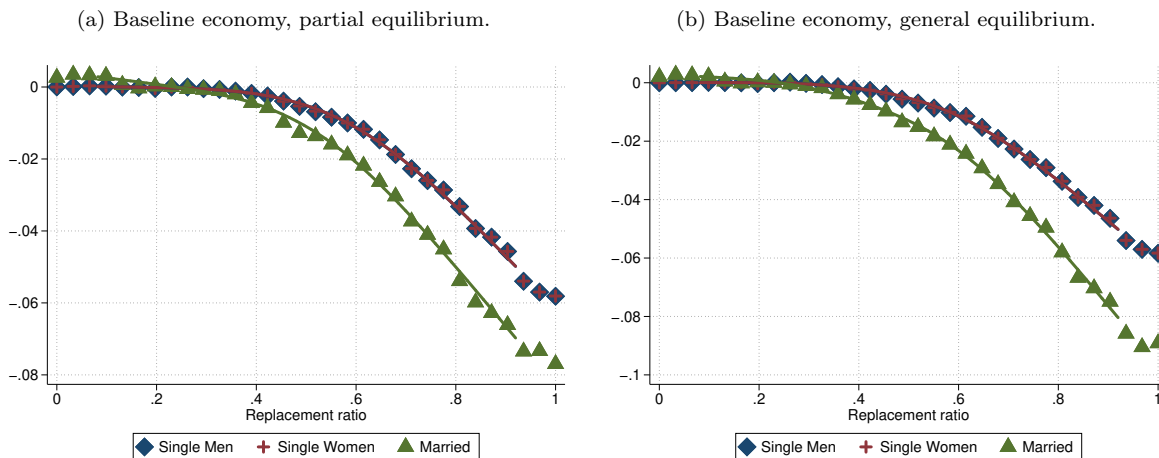 (a) Baseline economy, partial equilibrium.
0
-.02
-.04
-.06
-.08
0 .2 .4 .6 .8 1
Replacement ratio
Single Men Single Women Married
(b) Baseline economy, general equilibrium.
0
-.02
-.04
-.06
-.08
-.1
0 .2 .4 .6 .8 1
Replacement ratio
Single Men Single Women Married